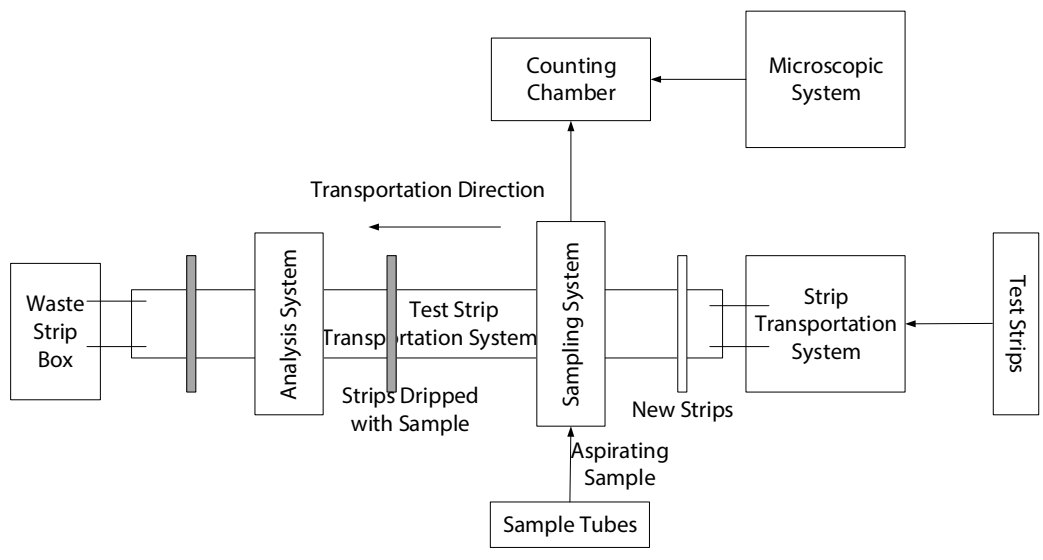 Counting
Chamber
Microscopic
System
Transportation Direction
Waste
Strip
Box
Analysis System
Test Strip
Transportation System
Strips Dripped
with Sample
Sampling System
New Strips
Strip
Transportation
System
Test Strips
Aspirating
Sample
Sample Tubes